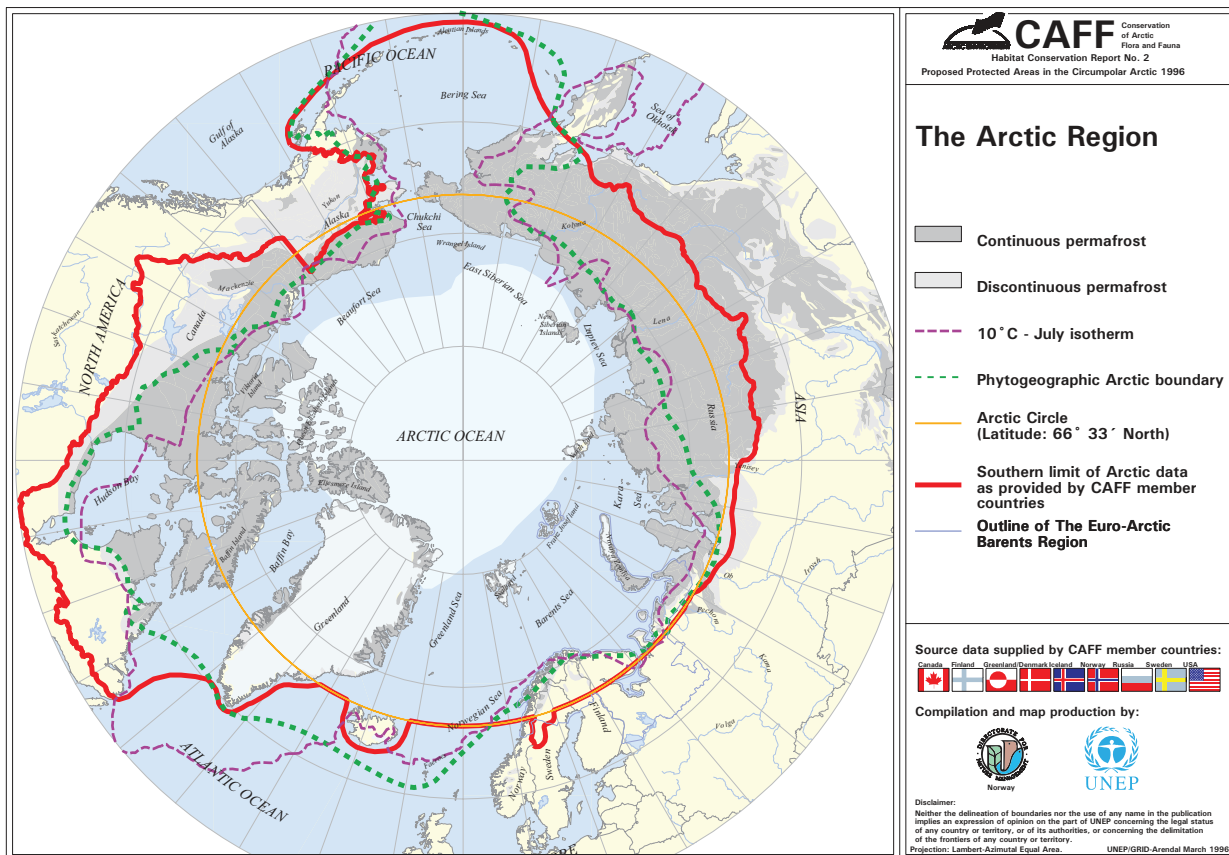 Aleutian Islands
PACIFIC OCEAN
Bering Sea
Sea of
Okhotsk
Gulf of
Alaska
Yukon
Alaska
Chukchi
Sea
Kolyma
Wrangel Island
East Siberian Sea
Mackenzie
Beaufort Sea
New
Siberian
Islands
Laptev Sea
Lena
NORTH AMERICA
Canada
Victoria
Island
ASIA
Russia
ARCTIC OCEAN
Yenisey
Hudson Bay
Ellesmere Island
Kara
Sea
Franz Josef Land
Novaya Zemlya
Baffin Island
Baffin Bay
Greenland
Greenland Sea
Svalbard
Barents Sea
Ob
Irtysh
Pechora
Kama
Volga
Norwegian Sea
Finland
Sweden
Norway
ATLANTIC OCEAN
CAFF
Conservation
of Arctic
Flora and Fauna
Habitat Conservation Report No. 2
Proposed Protected Areas in the Circumpolar Arctic 1996
The Arctic Region
Continuous permafrost
Discontinuous permafrost
10°C - July isotherm
Phytogeographic Arctic boundary
Arctic Circle
(Latitude: 66° 33´ North)
Southern limit of Arctic data
as provided by CAFF member
countries
Outline of The Euro-Arctic
Barents Region
Source data supplied by CAFF member countries:
Canada Finland Greenland/Denmark Iceland Norway Russia Sweden USA
Compilation and map production by:
DIRECTORATE FOR
NATURE MANAGEMENT
Norway
UNEP
Disclaimer:
Neither the delineation of boundaries nor the use of any name in the publication
implies an expression of opinion on the part of UNEP concerning the legal status
of any country or territory, or of its authorities, or concerning the delimitation
of the frontiers of any country or territory.
Projection: Lambert-Azimutal Equal Area. UNEP/GRID-Arendal March 1996